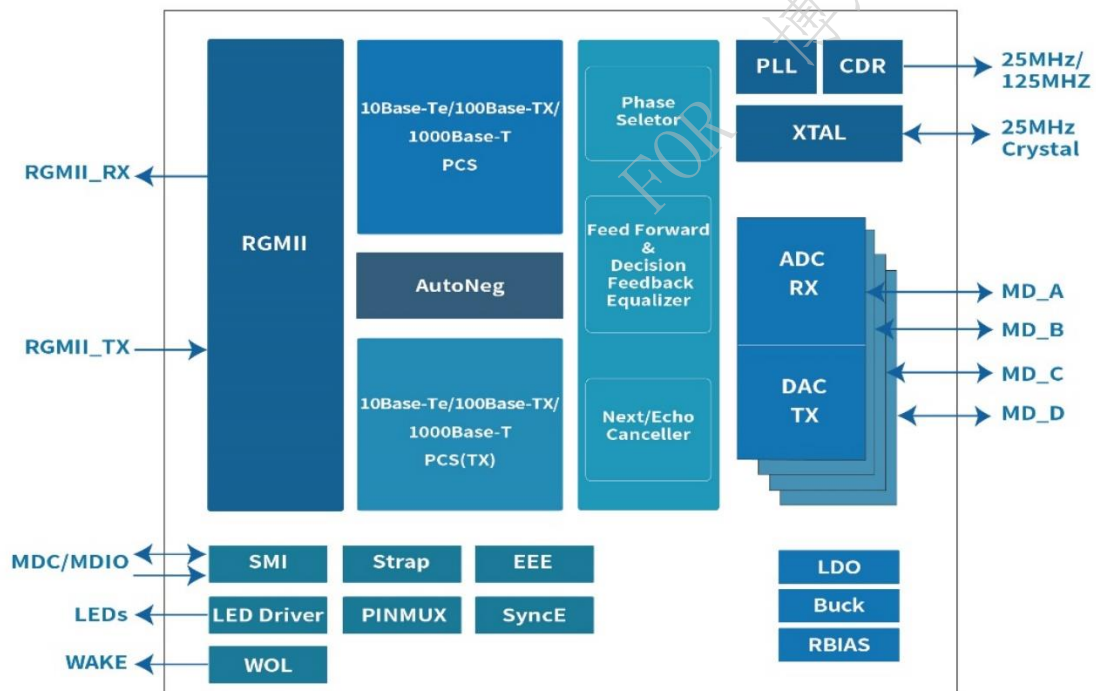 RGMII_RX
RGMII_TX
RGMII
10Base-Te/100Base-TX/
1000Base-T
PCS
AutoNeg
10Base-Te/100Base-TX/
1000Base-T
PCS(TX)
Phase
Seletor
Feed Forward
&
Decision
Feedback
Equalizer
Next/Echo
Canceller
PLL
CDR
25MHz/
125MHZ
XTAL
25MHz
Crystal
ADC
RX
DAC
TX
MD_A
MD_B
MD_C
MD_D
MDC/MDIO
SMI
Strap
EEE
LEDs
LED Driver
PINMUX
SyncE
WAKE
WOL
LDO
Buck
RBIAS
FOR 博